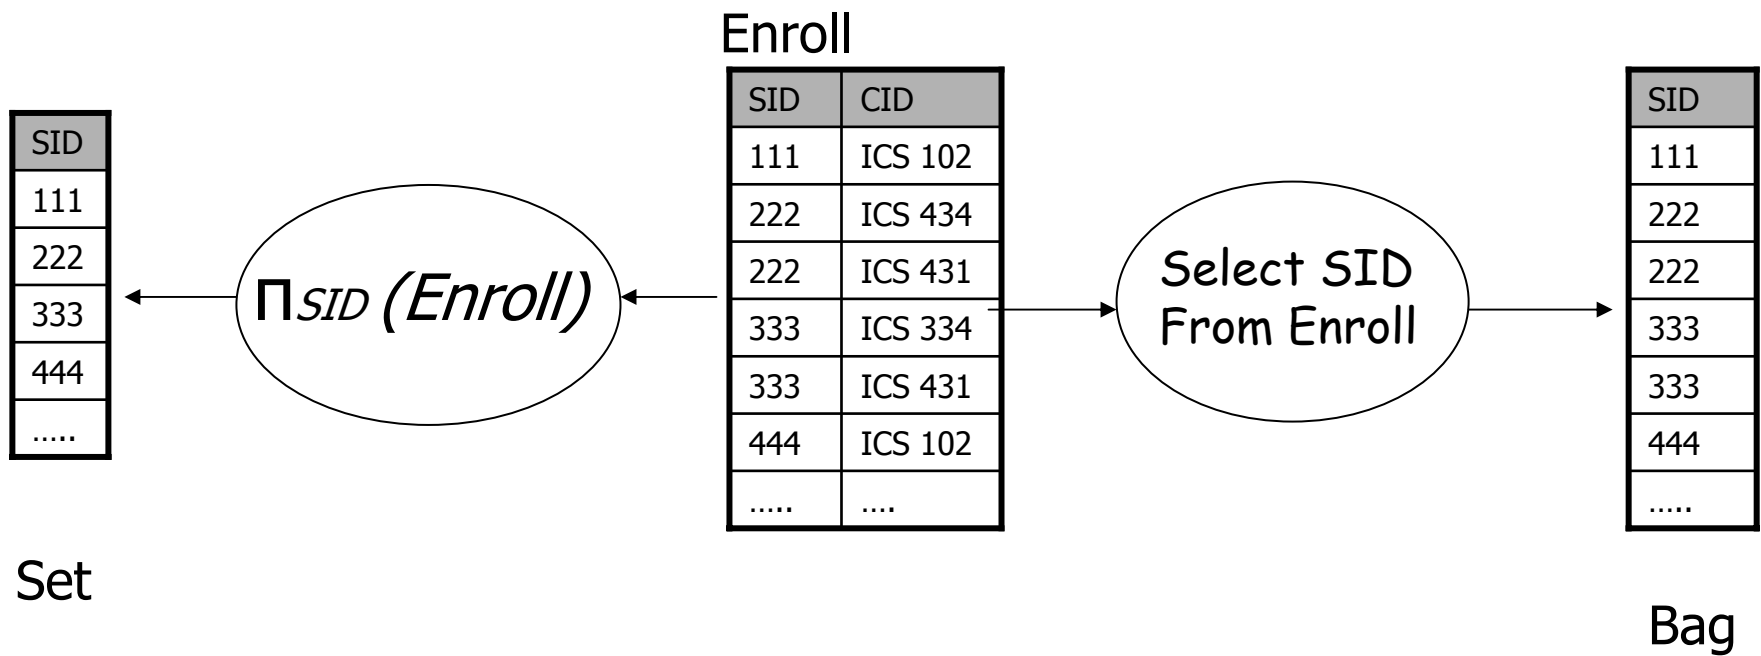 Enroll
SID
111
222
333
444
.....
Set
ΠSID (Enroll)
SID CID
111 ICS 102
222 ICS 434
222 ICS 431
333 ICS 334
333 ICS 431
444 ICS 102
..... ....
Select SID
From Enroll
SID
111
222
222
333
333
444
.....
Bag